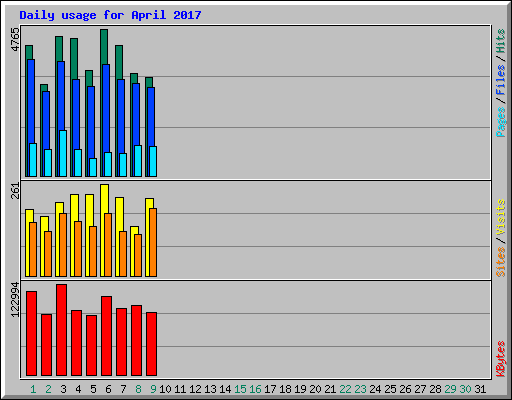 Daily usage for April 2017
4765
Pages / Files / Hits
261
Sites / Visits
122994
KBytes
1 2 3 4 5 6 7 8 9 10 11 12 13 14 15 16 17 18 19 20 21 22 23 24 25 26 27 28 29 30 31